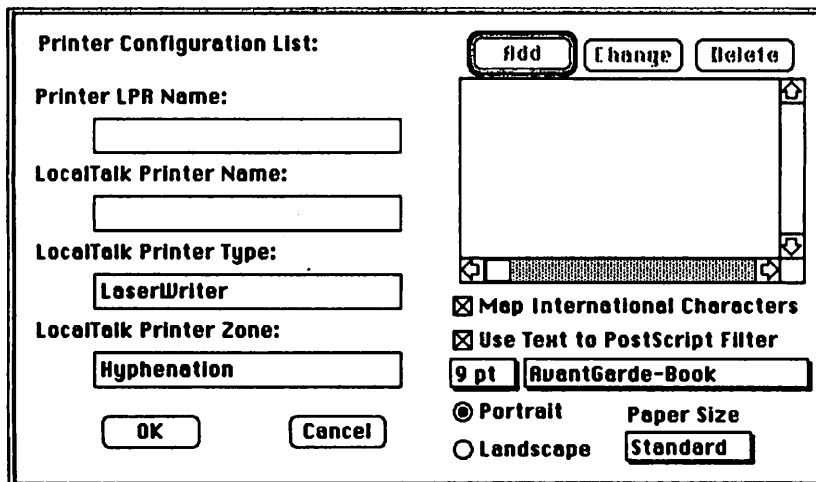 Printer Configuration List:
Add
Change
Delete
Printer LPR Name:
LocalTalk Printer Name:
LocalTalk Printer Type:
LaserWriter
LocalTalk Printer Zone:
Hyphenation
OK
Cancel
Map International Characters
Use Text to PostScript Filter
9 pt
AvantGarde-Book
Portrait
Landscape
Paper Size
Standard